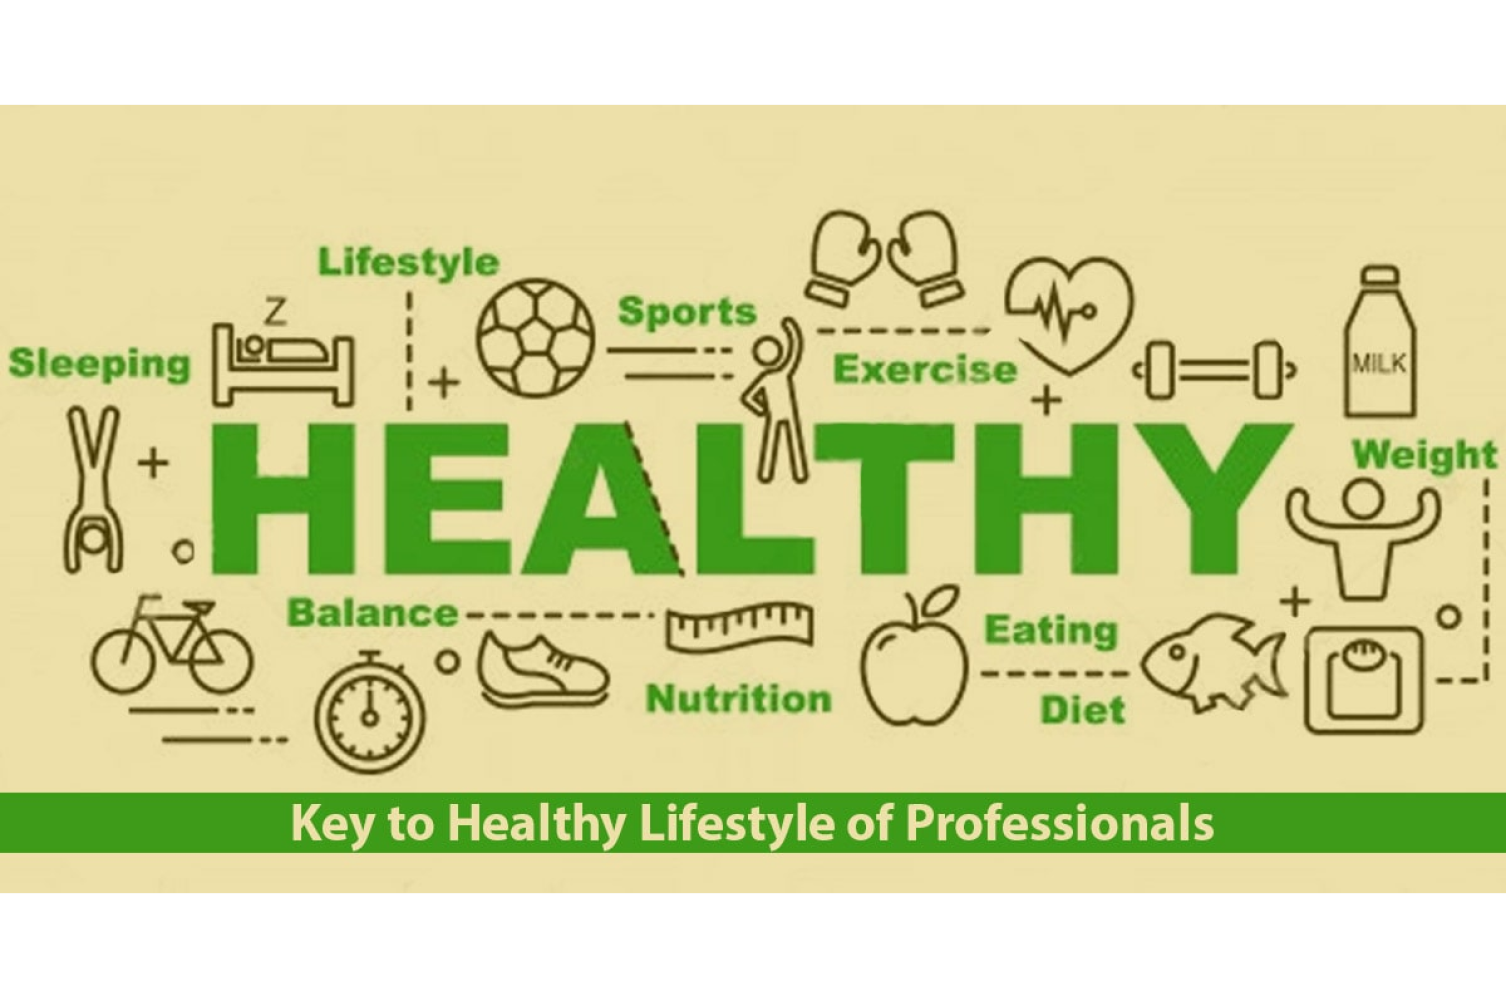 Lifestyle
Z
Sports
Sleeping
Exercise
MILK
HEALTHY
Weight
Balance
Eating
Nutrition
Diet
Key to Healthy Lifestyle of Professionals